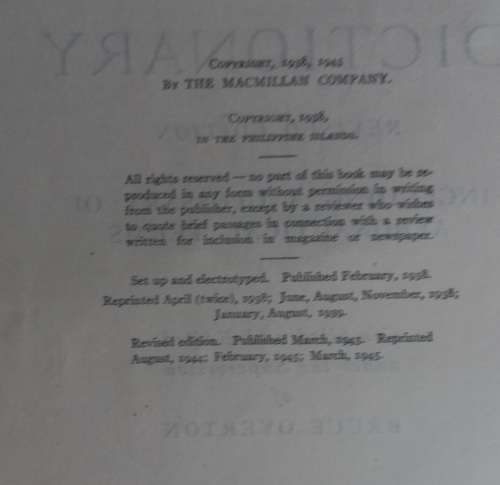 COPYRIGHT, 1938, 1943
BY THE MACMILLAN COMPANY.
COPYRIGHT, 1938,
IN THE PHILIPPINE ISLANDS.
All rights reserved—no part of this book may be re-
produced in any form without permission in writing
from the publisher, except by a reviewer who wishes
to quote brief passages in connection with a review
written for inclusion in magazine or newspaper.
Set up and electrotyped. Published February, 1938.
Reprinted April (twice), 1938; June, August, November, 1938;
January, August, 1939.
Revised edition. Published March, 1943. Reprinted
August, 1944; February, 1945; March, 1945.
DICTIONARY
BRUCE OVERTON